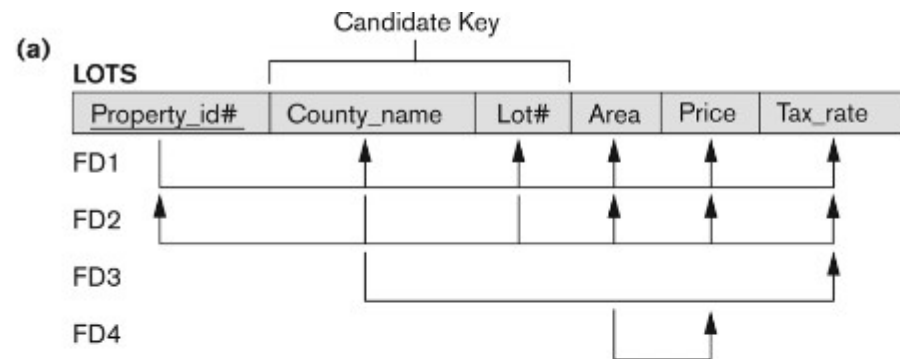 Candidate Key
(a)
LOTS
Property_id# County_name Lot# Area Price Tax_rate
FD1
FD2
FD3
FD4